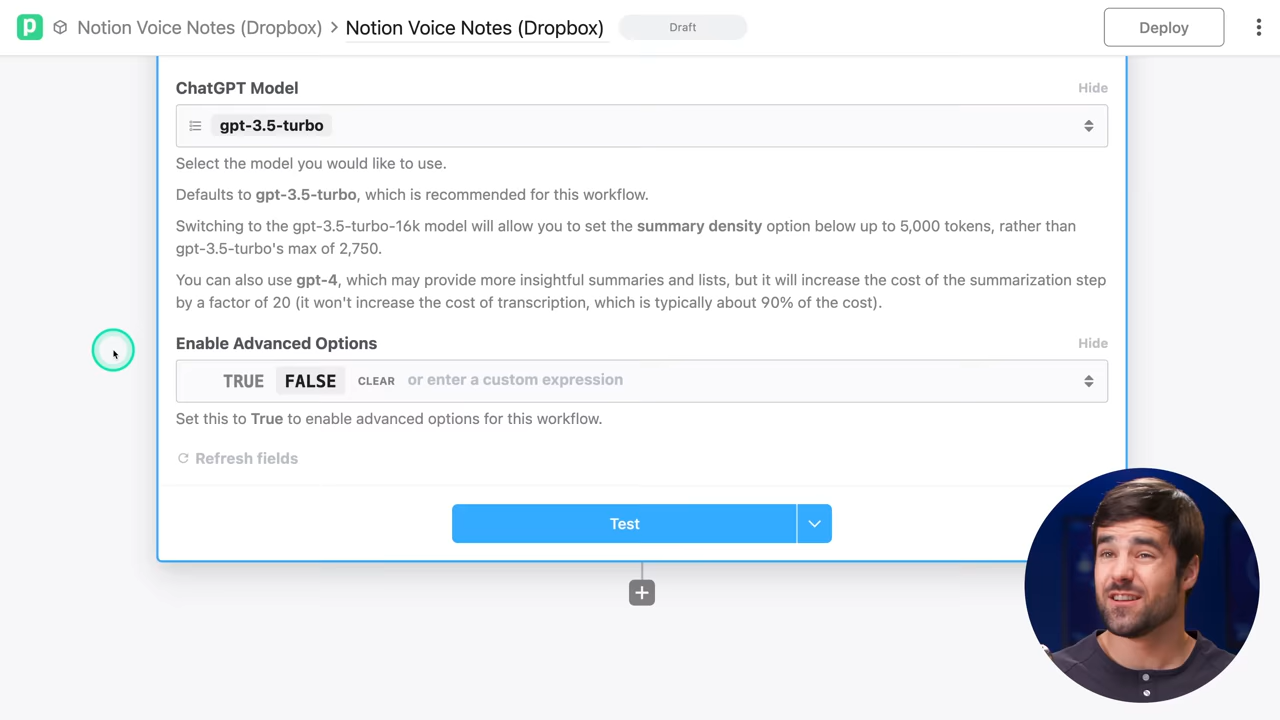 p Notion Voice Notes (Dropbox) > Notion Voice Notes (Dropbox) Draft Deploy
ChatGPT Model Hide
gpt-3.5-turbo
Select the model you would like to use.
Defaults to gpt-3.5-turbo, which is recommended for this workflow.
Switching to the gpt-3.5-turbo-16k model will allow you to set the summary density option below up to 5,000 tokens, rather than
gpt-3.5-turbo's max of 2,750.
You can also use gpt-4, which may provide more insightful summaries and lists, but it will increase the cost of the summarization step
by a factor of 20 (it won't increase the cost of transcription, which is typically about 90% of the cost).
Enable Advanced Options Hide
TRUE FALSE CLEAR or enter a custom expression
Set this to True to enable advanced options for this workflow.
Refresh fields
Test